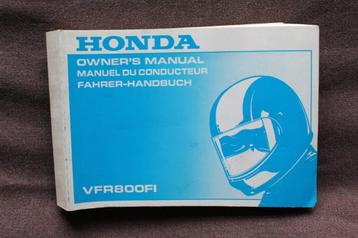 HONDA
OWNER'S MANUAL
MANUEL DU CONDUCTEUR
FAHRER-HANDBUCH
VFR800FI